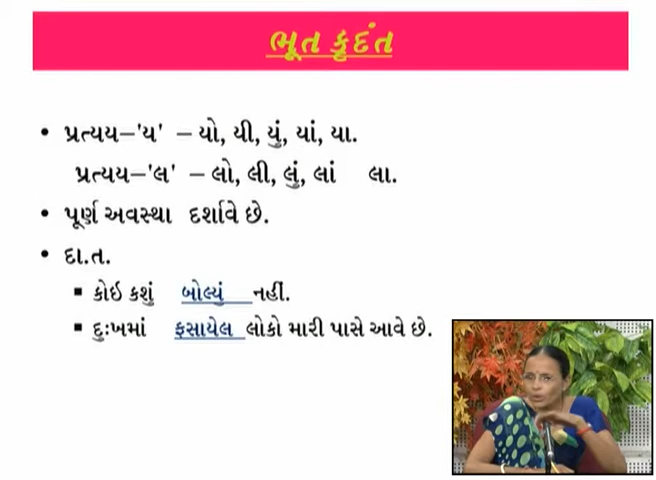 ભૂત કૃદંત
• પ્રત્યય–'ય' – યો, યી, યું, યાં, યા.
પ્રત્યય–'લ' – લો, લી, લું, લાં લા.
• પૂર્ણ અવસ્થા દર્શાવે છે.
• દા.ત.
▪ કોઇ કશું બોલ્યું નહીં.
▪ દુઃખમાં ફસાયેલ લોકો મારી પાસે આવે છે.